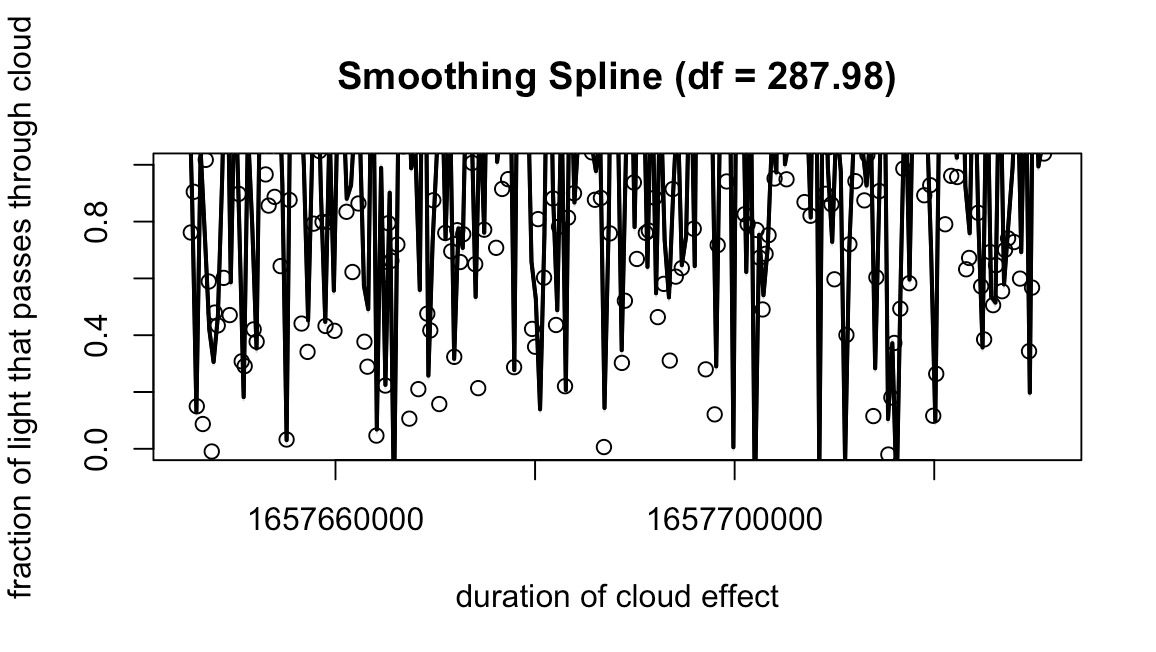 Smoothing Spline (df = 287.98)
fraction of light that passes through cloud
0.8
0.4
0.0
1657660000
1657700000
duration of cloud effect